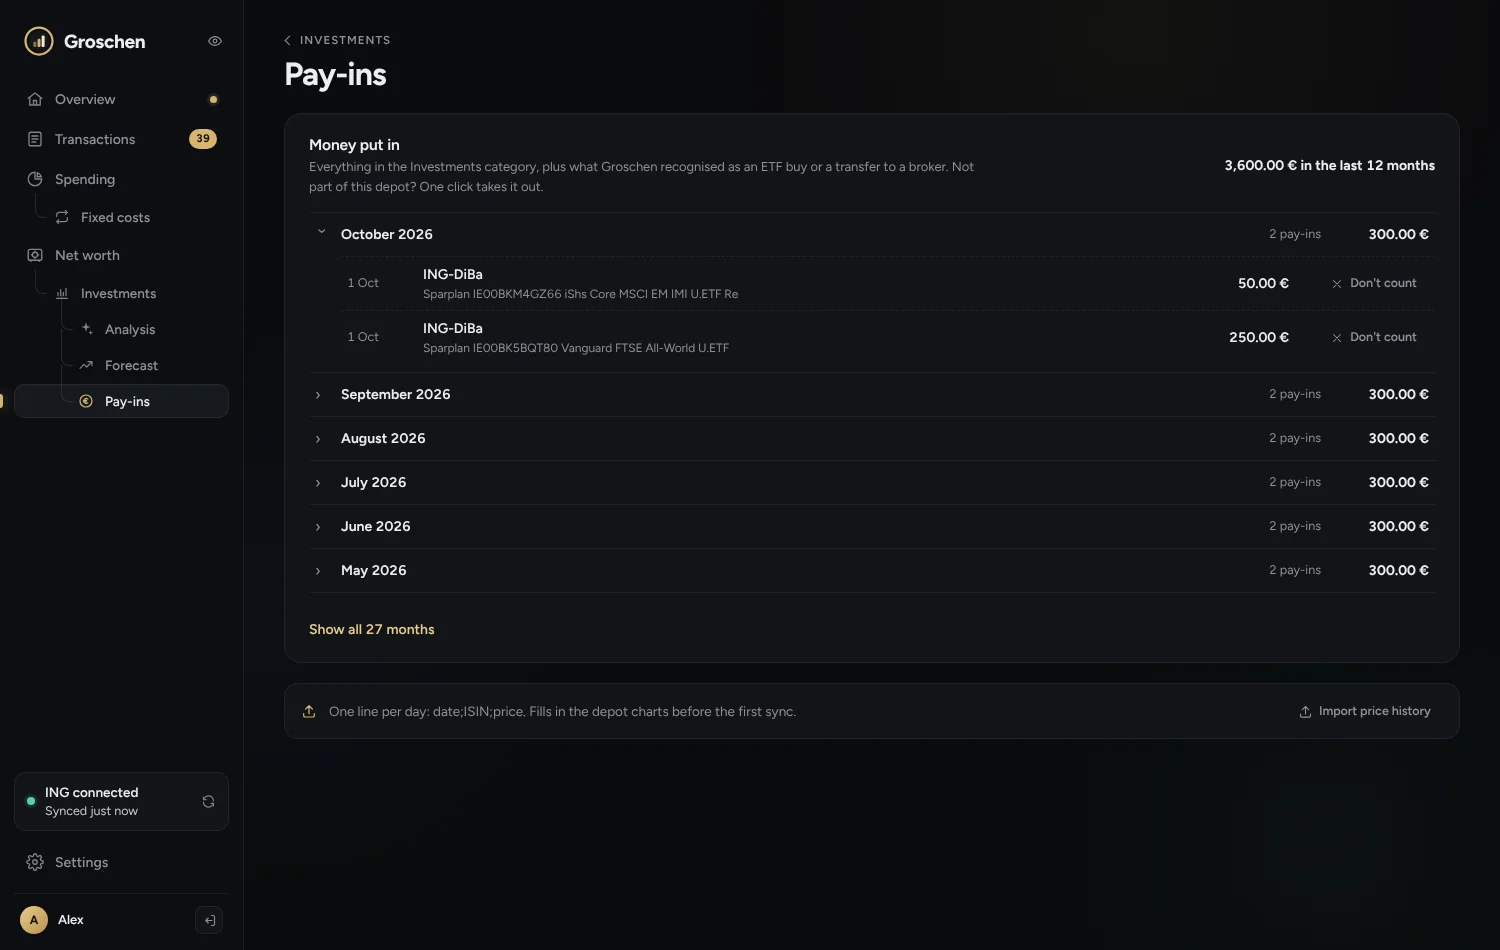 Groschen
Overview
Transactions 39
Spending
Fixed costs
Net worth
Investments
Analysis
Forecast
Pay-ins
ING connected
Synced just now
Settings
A Alex
INVESTMENTS
Pay-ins
Money put in
Everything in the Investments category, plus what Groschen recognised as an ETF buy or a transfer to a broker. Not
part of this depot? One click takes it out.
3,600.00 € in the last 12 months
October 2026 2 pay-ins 300.00 €
1 Oct ING-DiBa 50.00 € Don't count
Sparplan IE00BKM4GZ66 iShs Core MSCI EM IMI U.ETF Re
1 Oct ING-DiBa 250.00 € Don't count
Sparplan IE00BK5BQT80 Vanguard FTSE All-World U.ETF
September 2026 2 pay-ins 300.00 €
August 2026 2 pay-ins 300.00 €
July 2026 2 pay-ins 300.00 €
June 2026 2 pay-ins 300.00 €
May 2026 2 pay-ins 300.00 €
Show all 27 months
One line per day: date;ISIN;price. Fills in the depot charts before the first sync.
Import price history